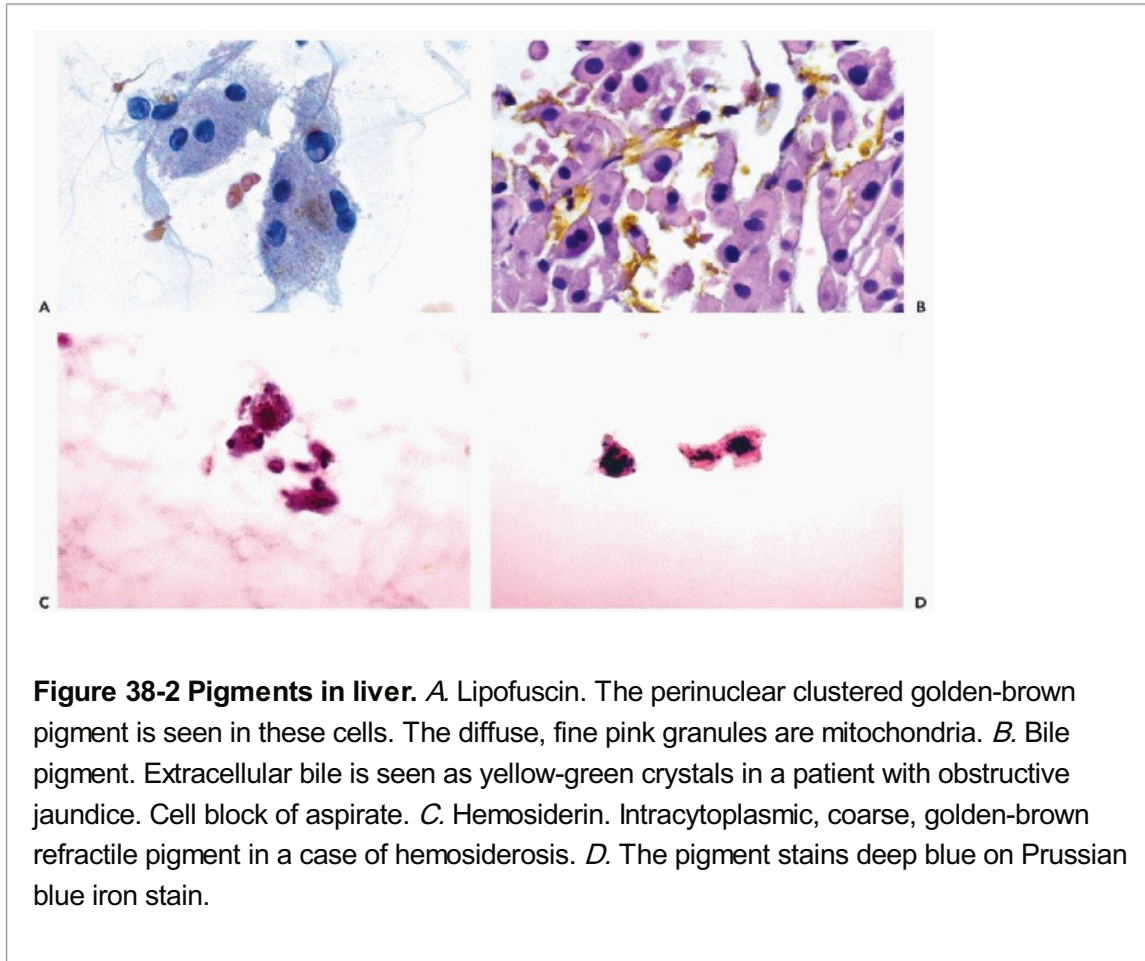 A
B
C
D
Figure 38-2 Pigments in liver. A. Lipofuscin. The perinuclear clustered golden-brown
pigment is seen in these cells. The diffuse, fine pink granules are mitochondria. B. Bile
pigment. Extracellular bile is seen as yellow-green crystals in a patient with obstructive
jaundice. Cell block of aspirate. C. Hemosiderin. Intracytoplasmic, coarse, golden-brown
refractile pigment in a case of hemosiderosis. D. The pigment stains deep blue on Prussian
blue iron stain.